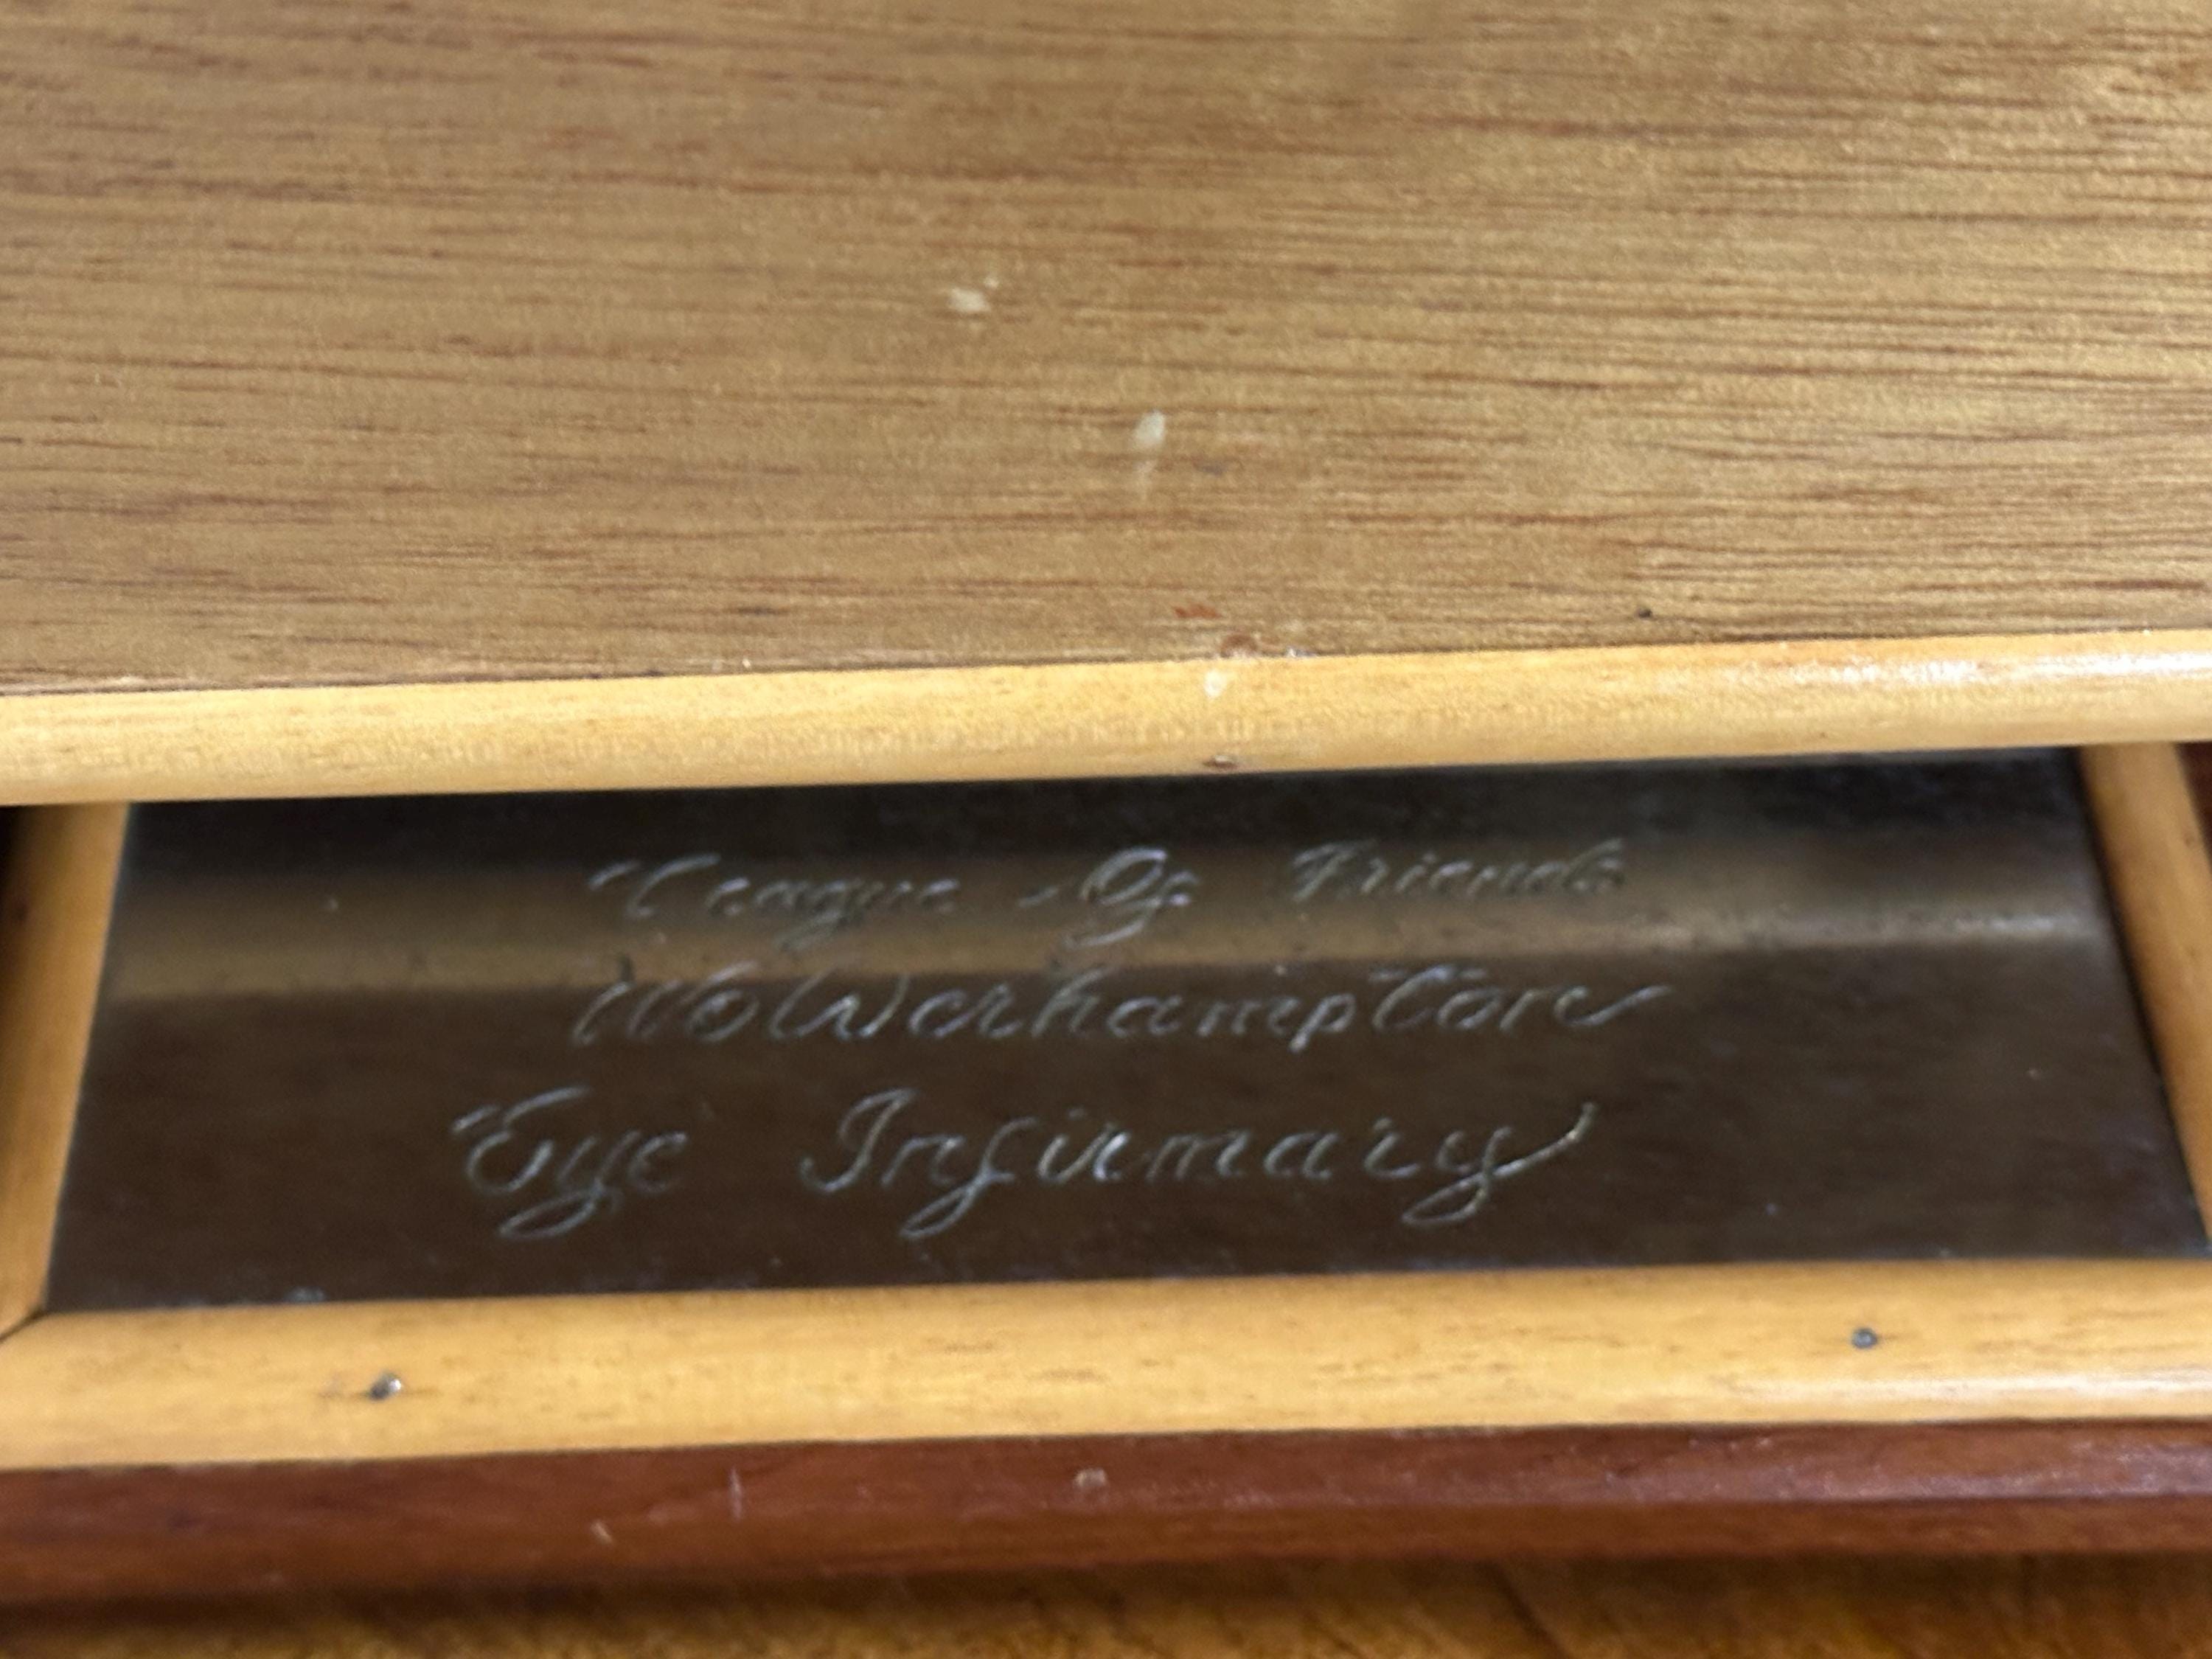 League Of Friends
Wolverhampton
Eye Infirmary